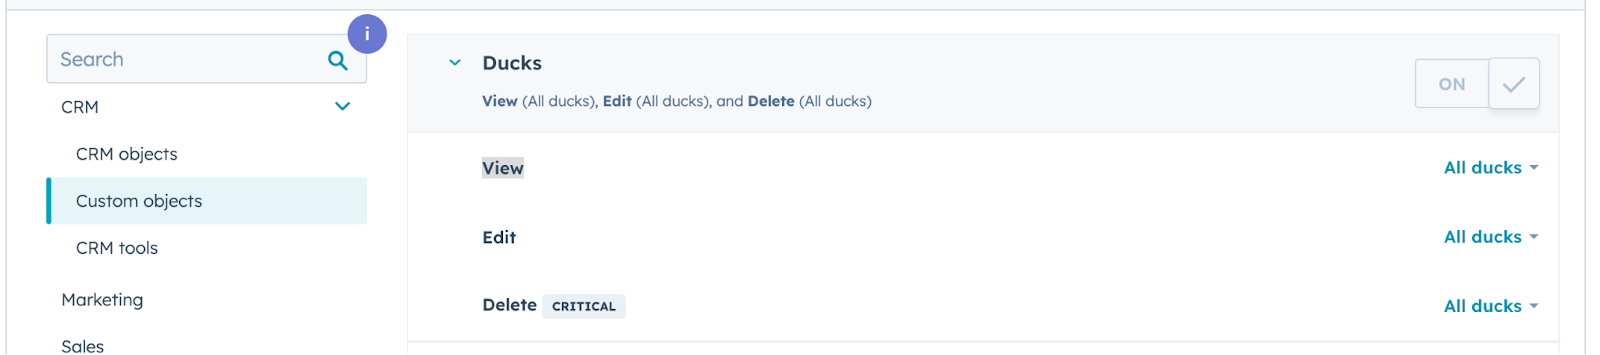 Search
i
CRM
CRM objects
Custom objects
CRM tools
Marketing
Sales
Ducks
View (All ducks), Edit (All ducks), and Delete (All ducks)
ON
View All ducks
Edit All ducks
Delete CRITICAL All ducks